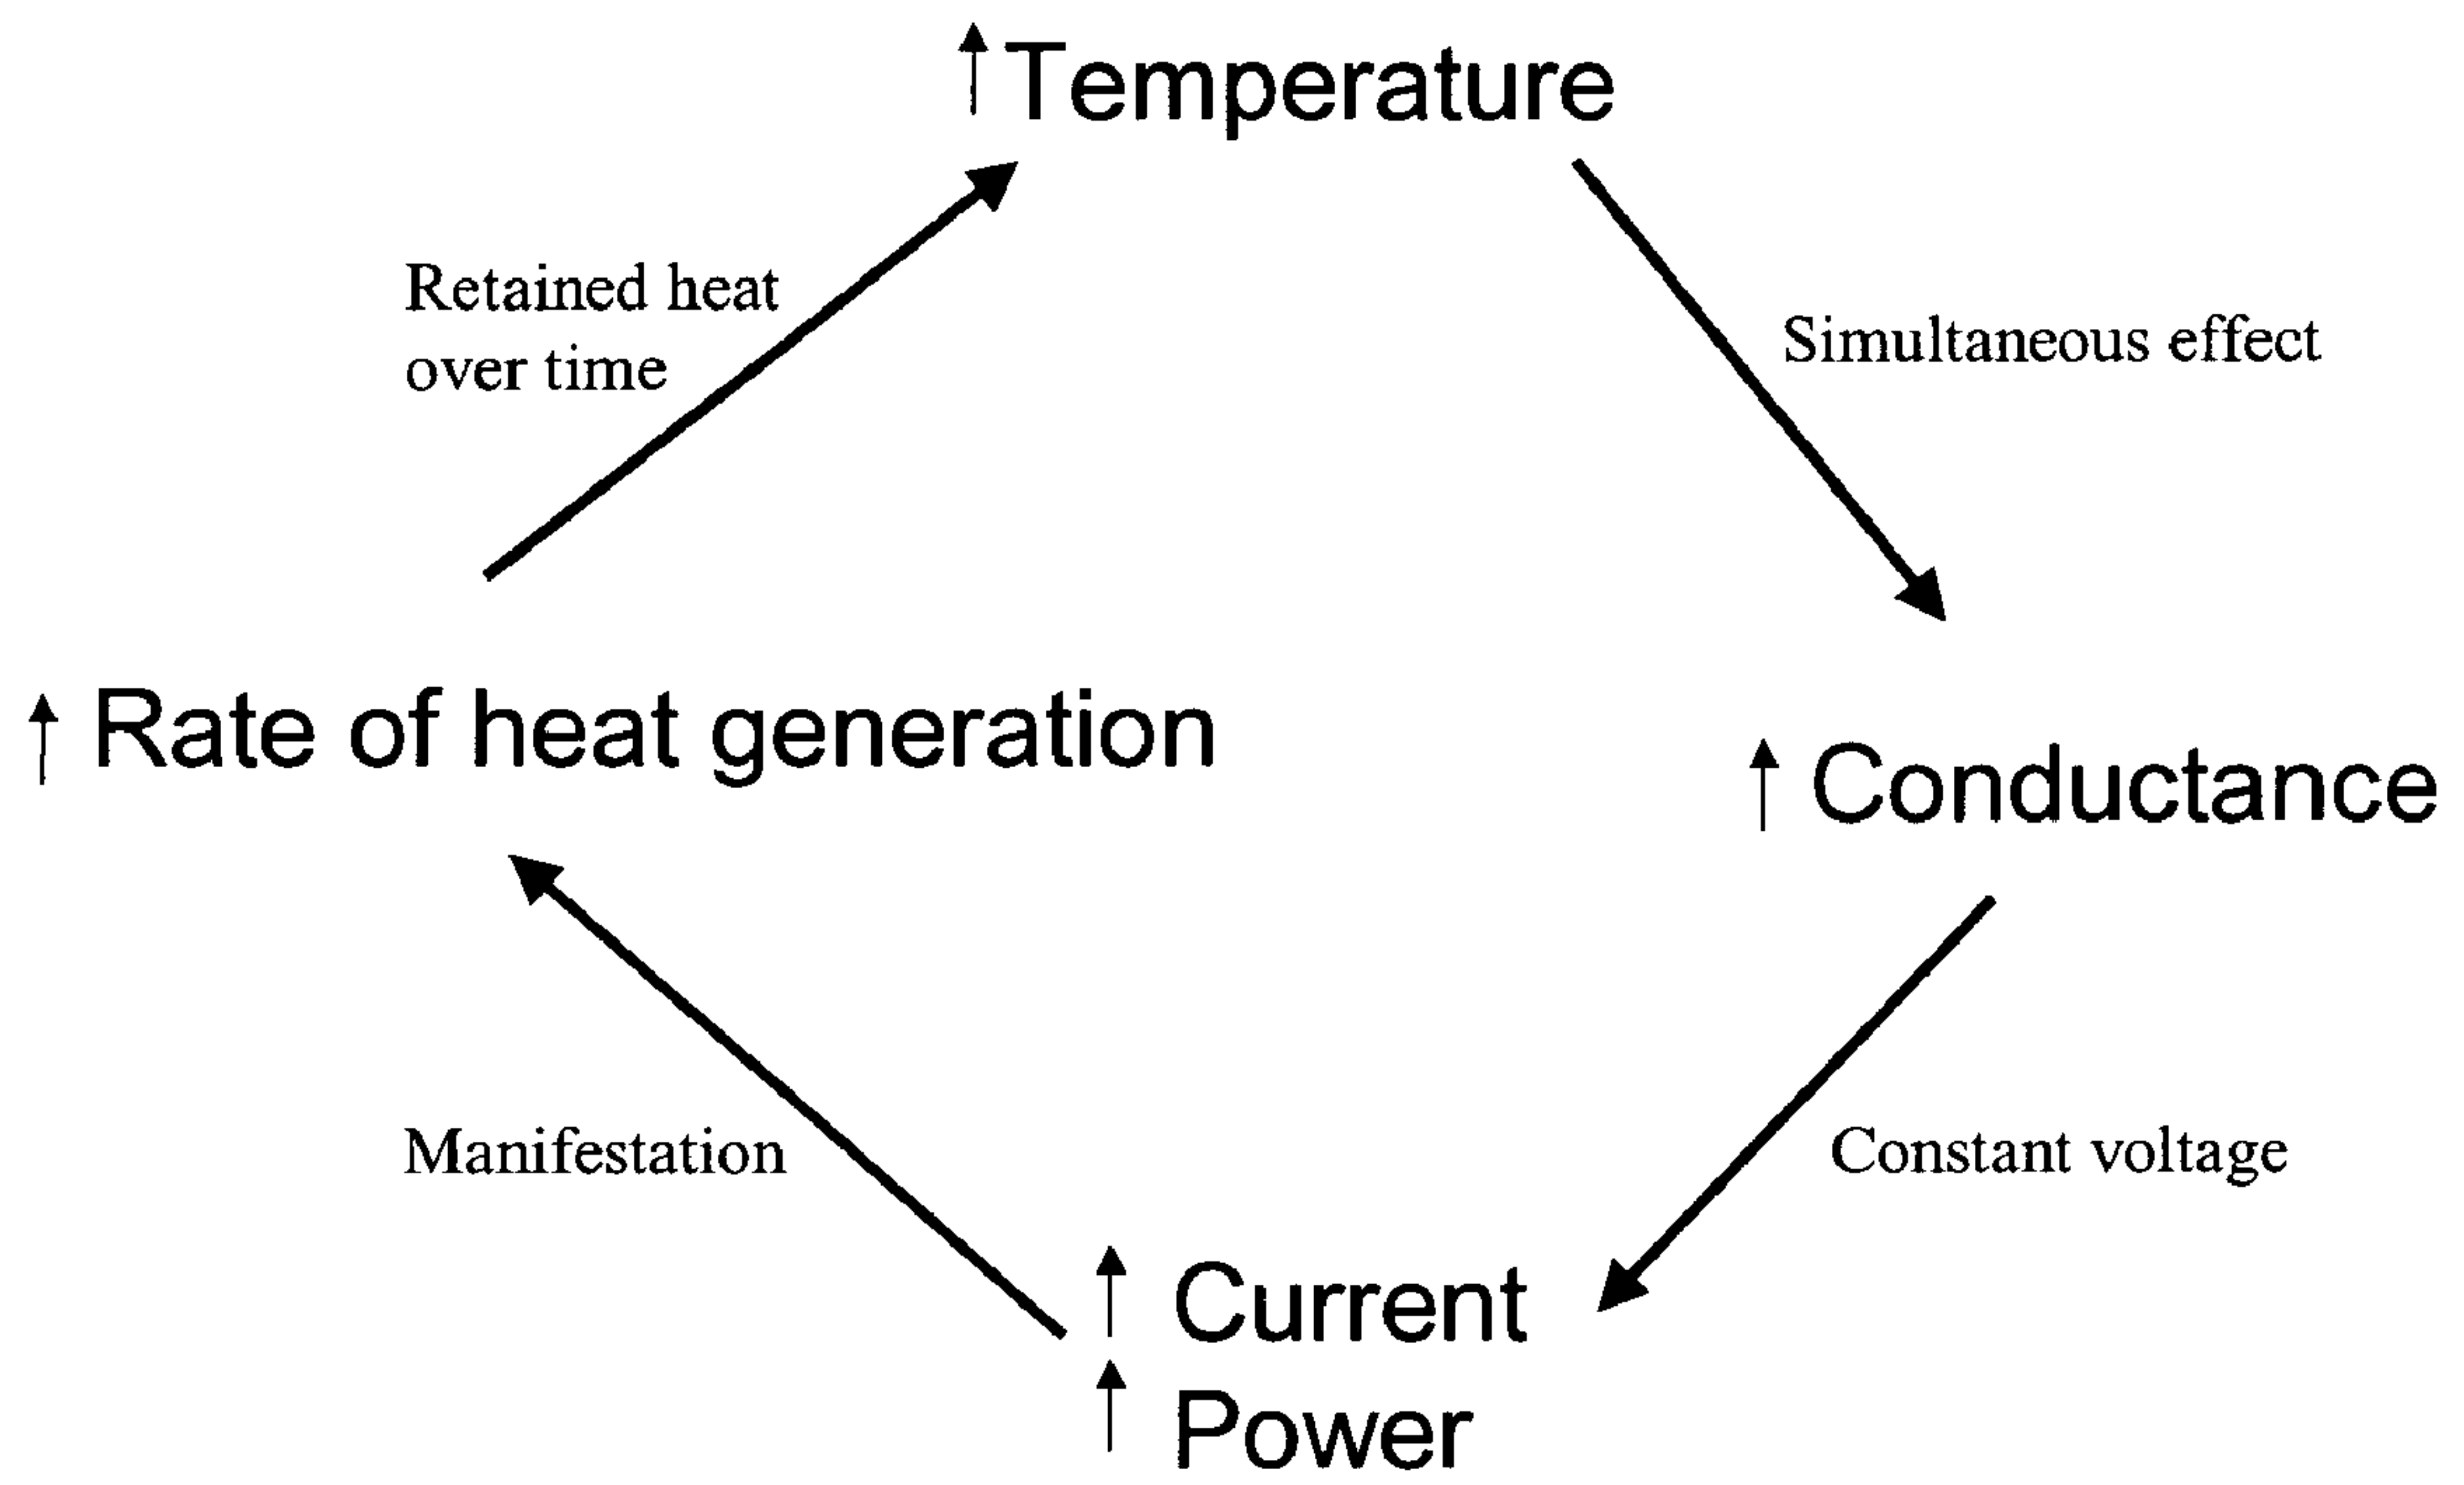 ↑ Temperature
Retained heat
over time
Simultaneous effect
↑ Rate of heat generation
↑ Conductance
Manifestation
Constant voltage
↑ Current
↑ Power